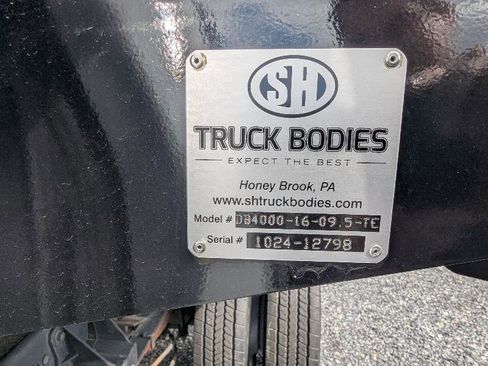 SH
TRUCK BODIES
EXPECT THE BEST
Honey Brook, PA
www.shtruckbodies.com
Model # DB4000-16-09.5-TE
Serial # 1024-12798